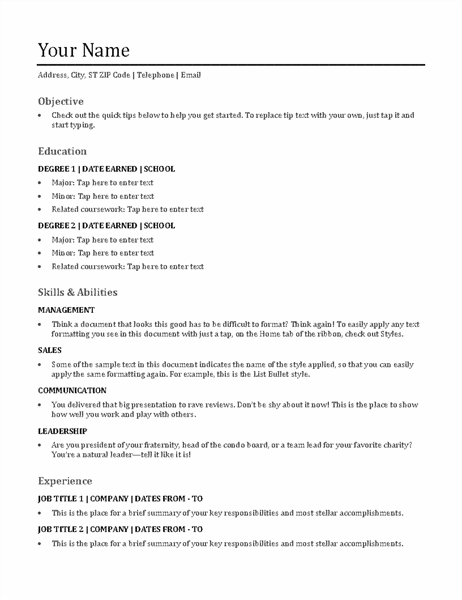 Your Name
Address, City, ST ZIP Code | Telephone | Email
Objective
• Check out the quick tips below to help you get started. To replace tip text with your own, just tap it and
start typing.
Education
DEGREE 1 | DATE EARNED | SCHOOL
• Major: Tap here to enter text
• Minor: Tap here to enter text
• Related coursework: Tap here to enter text
DEGREE 2 | DATE EARNED | SCHOOL
• Major: Tap here to enter text
• Minor: Tap here to enter text
• Related coursework: Tap here to enter text
Skills & Abilities
MANAGEMENT
• Think a document that looks this good has to be difficult to format? Think again! To easily apply any text
formatting you see in this document with just a tap, on the Home tab of the ribbon, check out Styles.
SALES
• Some of the sample text in this document indicates the name of the style applied, so that you can easily
apply the same formatting again. For example, this is the List Bullet style.
COMMUNICATION
• You delivered that big presentation to rave reviews. Don't be shy about it now! This is the place to show
how well you work and play with others.
LEADERSHIP
• Are you president of your fraternity, head of the condo board, or a team lead for your favorite charity?
You're a natural leader—tell it like it is!
Experience
JOB TITLE 1 | COMPANY | DATES FROM - TO
• This is the place for a brief summary of your key responsibilities and most stellar accomplishments.
JOB TITLE 2 | COMPANY | DATES FROM - TO
• This is the place for a brief summary of your key responsibilities and most stellar accomplishments.